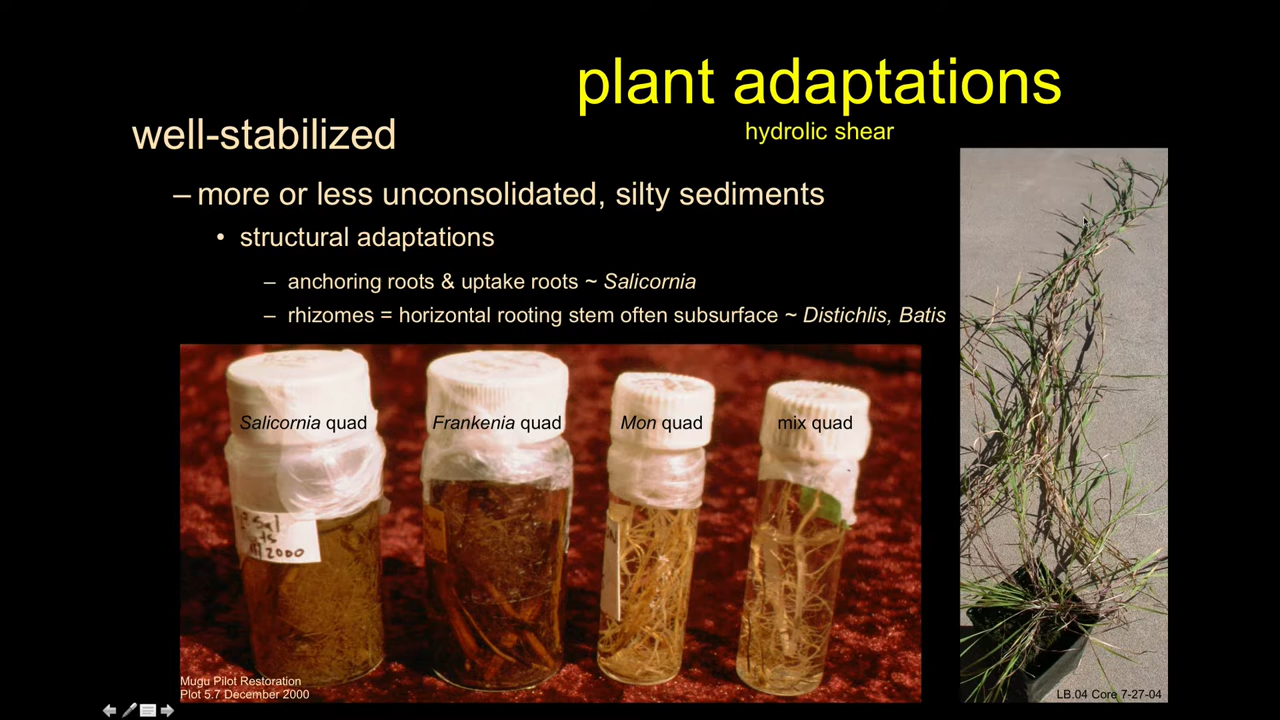 plant adaptations
hydrolic shear
well-stabilized
– more or less unconsolidated, silty sediments
• structural adaptations
– anchoring roots & uptake roots ~ Salicornia
– rhizomes = horizontal rooting stem often subsurface ~ Distichlis, Batis
Salicornia quad
Frankenia quad
Mon quad
mix quad
Sal
2000
Mugu Pilot Restoration
Plot 5.7 December 2000
LB.04 Core 7-27-04